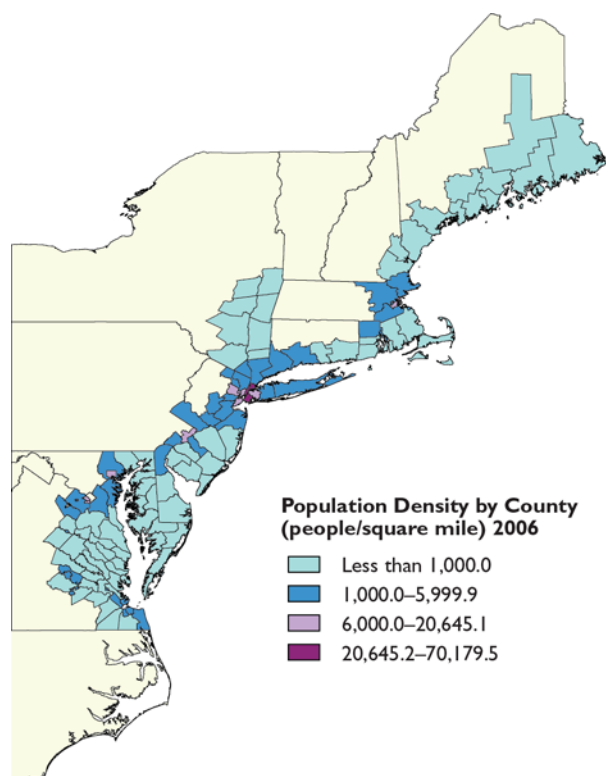 Population Density by County
(people/square mile) 2006
Less than 1,000.0
1,000.0–5,999.9
6,000.0–20,645.1
20,645.2–70,179.5